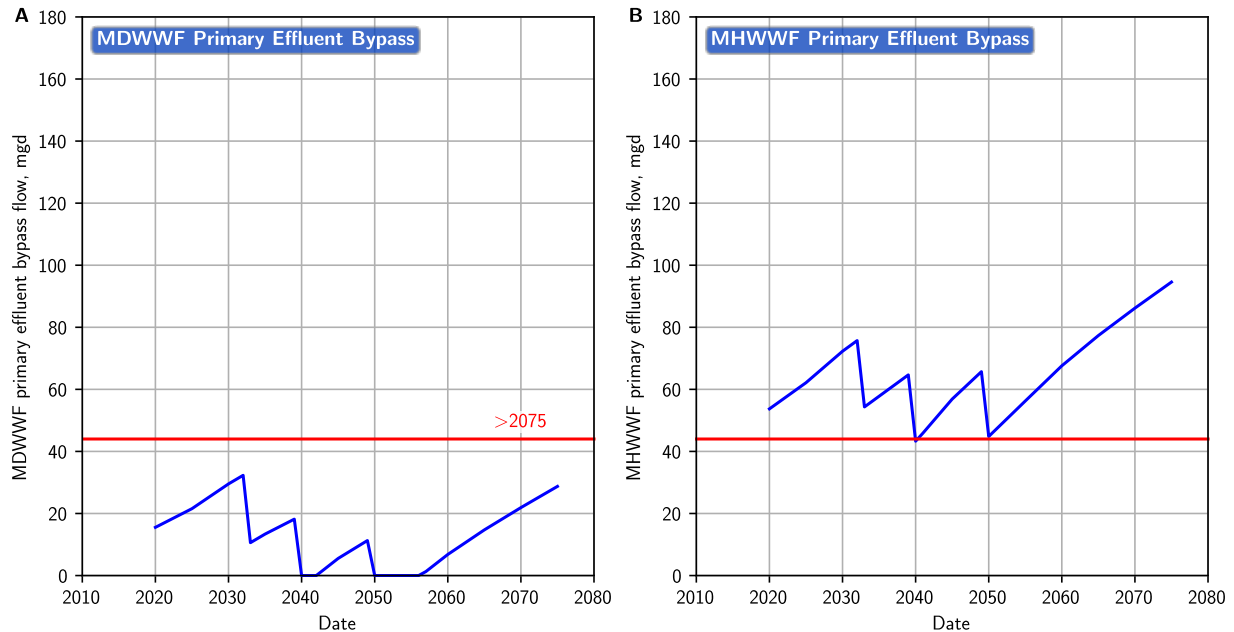 A
MDWWF Primary Effluent Bypass
MDWWF primary effluent bypass flow, mgd
180
160
140
120
100
80
60
40
20
0
>2075
2010 2020 2030 2040 2050 2060 2070 2080
Date
B
MHWWF Primary Effluent Bypass
MHWWF primary effluent bypass flow, mgd
180
160
140
120
100
80
60
40
20
0
2010 2020 2030 2040 2050 2060 2070 2080
Date